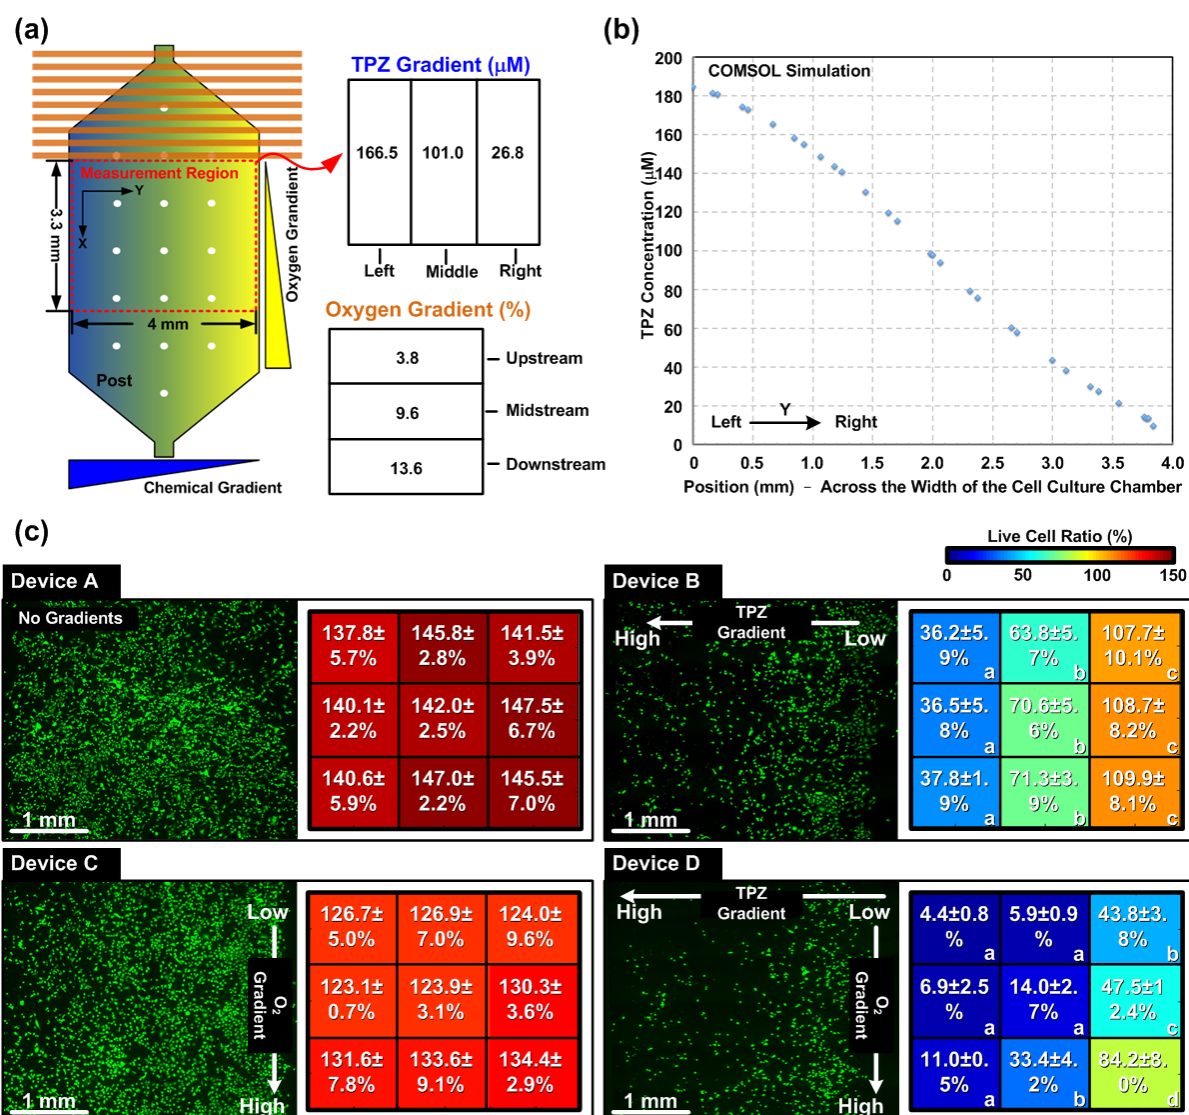 (a)
TPZ Gradient (μM)
166.5
101.0
26.8
Left
Middle
Right
Measurement Region
Y
X
3.3 mm
4 mm
Oxygen Grandient
Post
Chemical Gradient
Oxygen Gradient (%)
3.8
Upstream
9.6
Midstream
13.6
Downstream
(b)
COMSOL Simulation
TPZ Concentration (μM)
200
180
160
140
120
100
80
60
40
20
0
Left
Y
Right
0
0.5
1.0
1.5
2.0
2.5
3.0
3.5
4.0
Position (mm) - Across the Width of the Cell Culture Chamber
(c)
Live Cell Ratio (%)
0
50
100
150
Device A
No Gradients
1 mm
137.8±
5.7%
145.8±
2.8%
141.5±
3.9%
140.1±
2.2%
142.0±
2.5%
147.5±
6.7%
140.6±
5.9%
147.0±
2.2%
145.5±
7.0%
Device B
TPZ
Gradient
High
Low
1 mm
36.2±5.
9%
a
63.8±5.
7%
b
107.7±
10.1%
c
36.5±5.
8%
a
70.6±5.
6%
b
108.7±
8.2%
c
37.8±1.
9%
a
71.3±3.
9%
b
109.9±
8.1%
c
Device C
Low
O2
Gradient
High
1 mm
126.7±
5.0%
126.9±
7.0%
124.0±
9.6%
123.1±
0.7%
123.9±
3.1%
130.3±
3.6%
131.6±
7.8%
133.6±
9.1%
134.4±
2.9%
Device D
TPZ
Gradient
High
Low
O2
Gradient
High
1 mm
4.4±0.8
%
a
5.9±0.9
%
a
43.8±3.
8%
b
6.9±2.5
%
a
14.0±2.
7%
a
47.5±1
2.4%
c
11.0±0.
5%
a
33.4±4.
2%
b
84.2±8.
0%
d